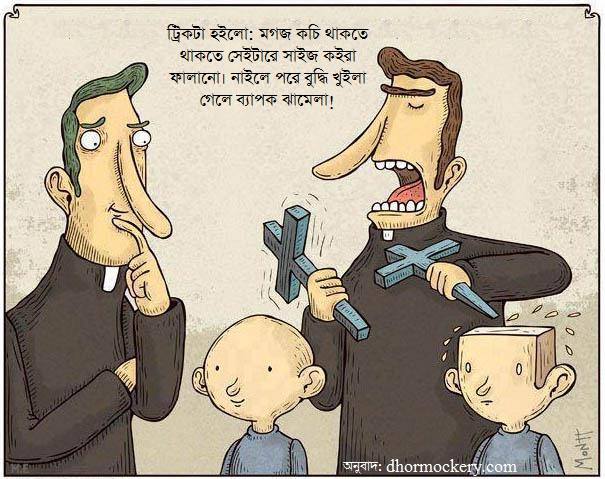 ট্রিকটা হইলো: মগজ কচি থাকতে
থাকতে সেইটারে সাইজ কইরা
ফালানো। নাইলে পরে বুদ্ধি খুইলা
গেলে ব্যাপক ঝামেলা!
MONTT
অনুবাদ: dhormockery.com